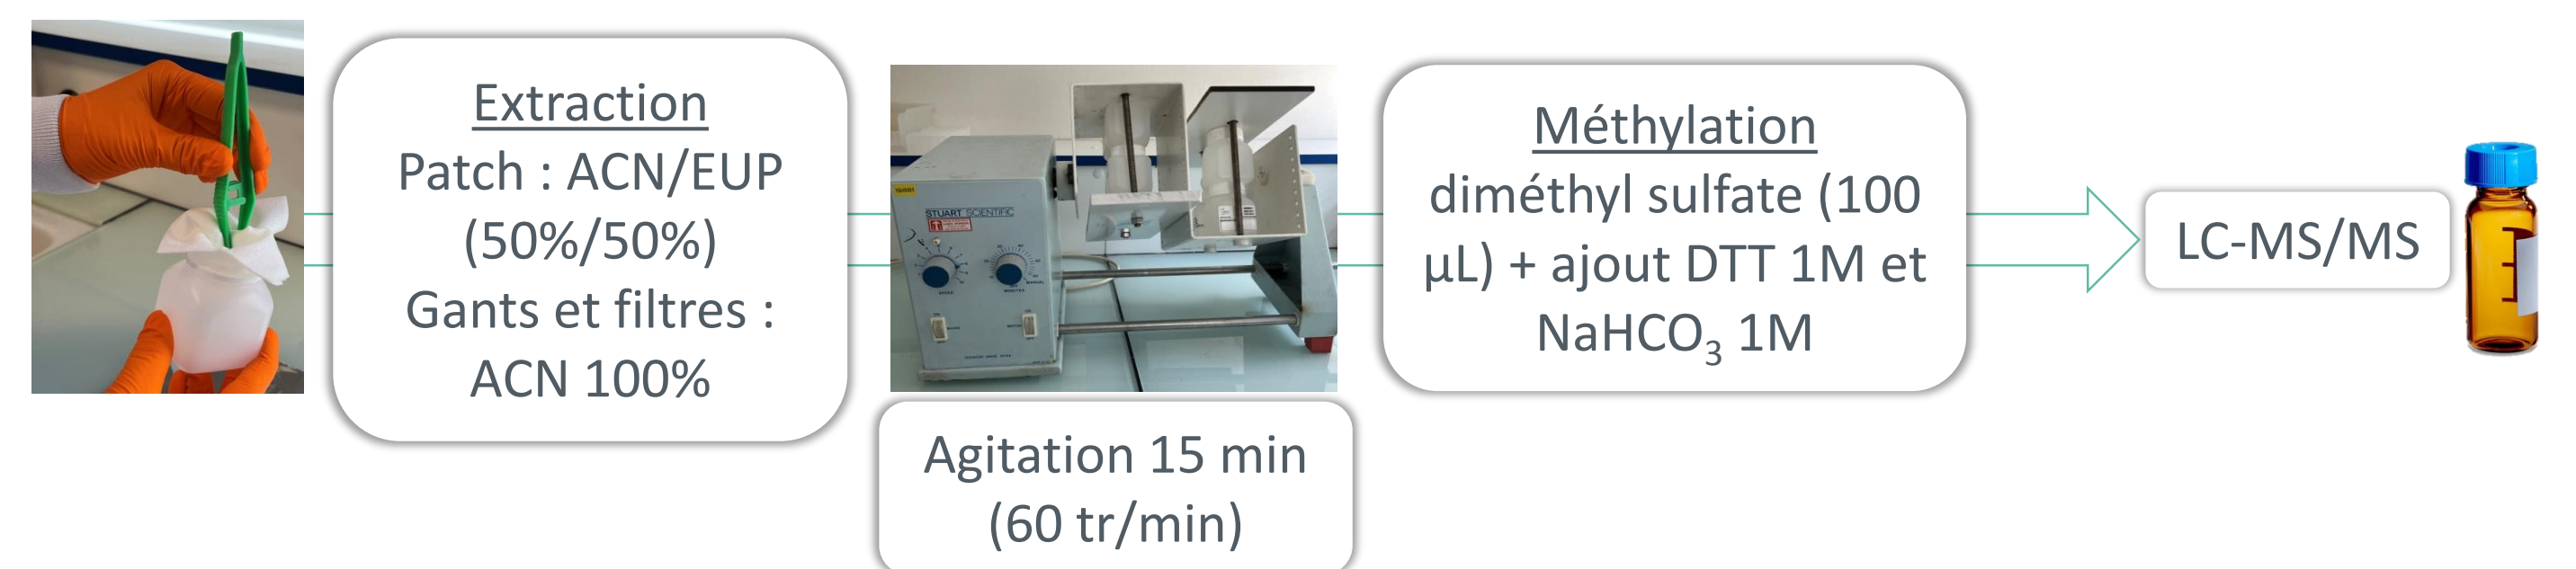 Extraction
Patch : ACN/EUP
(50%/50%)
Gants et filtres :
ACN 100%
STUART SCIENTIFIC
Agitation 15 min
(60 tr/min)
Méthylation
diméthyl sulfate (100
µL) + ajout DTT 1M et
NaHCO₃ 1M
LC-MS/MS